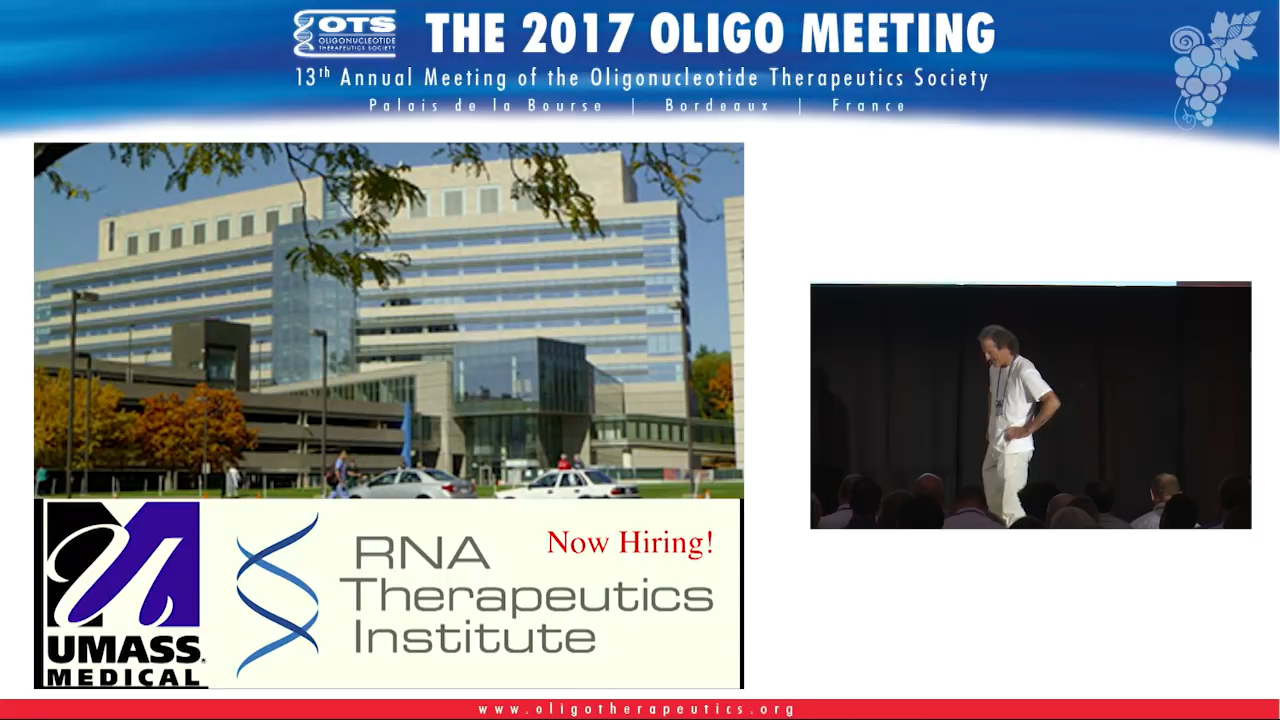 OTS
OLIGONUCLEOTIDE
THERAPEUTICS SOCIETY
THE 2017 OLIGO MEETING
13th Annual Meeting of the Oligonucleotide Therapeutics Society
Palais de la Bourse | Bordeaux | France
UMASS
MEDICAL
RNA
Therapeutics
Institute
Now Hiring!
www.oligotherapeutics.org